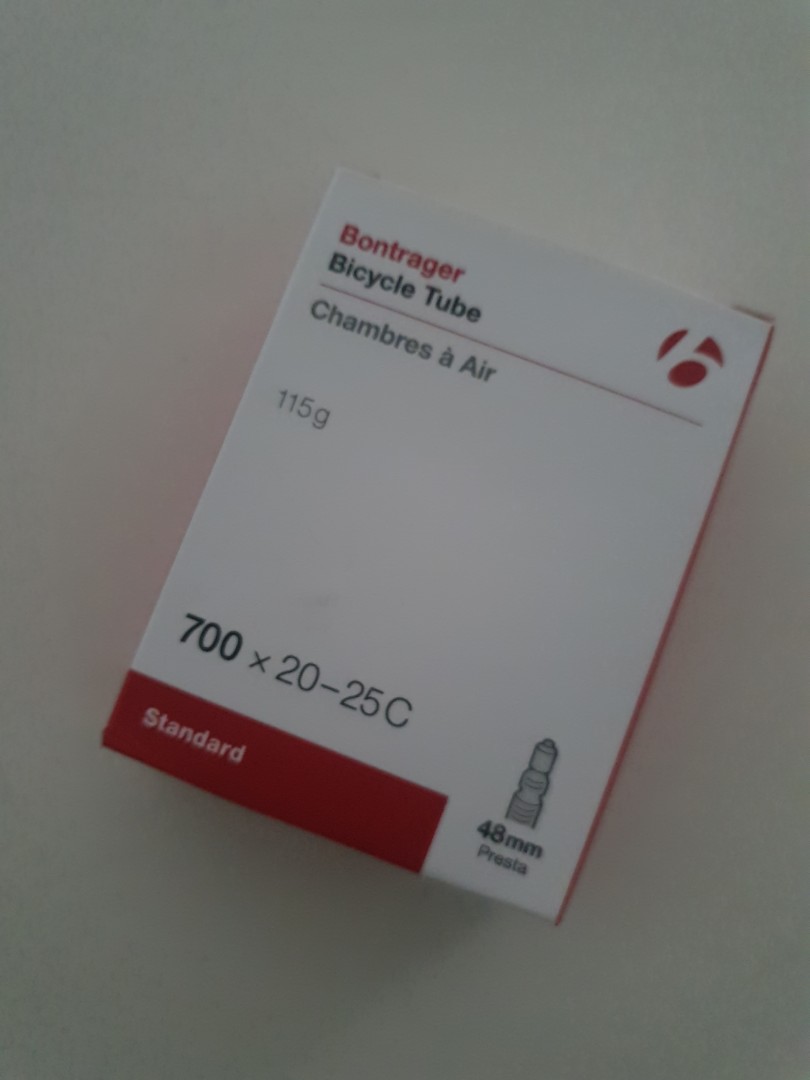 Bontrager
Bicycle Tube
Chambres à Air
115g
700 x 20-25C
Standard
48mm
Presta